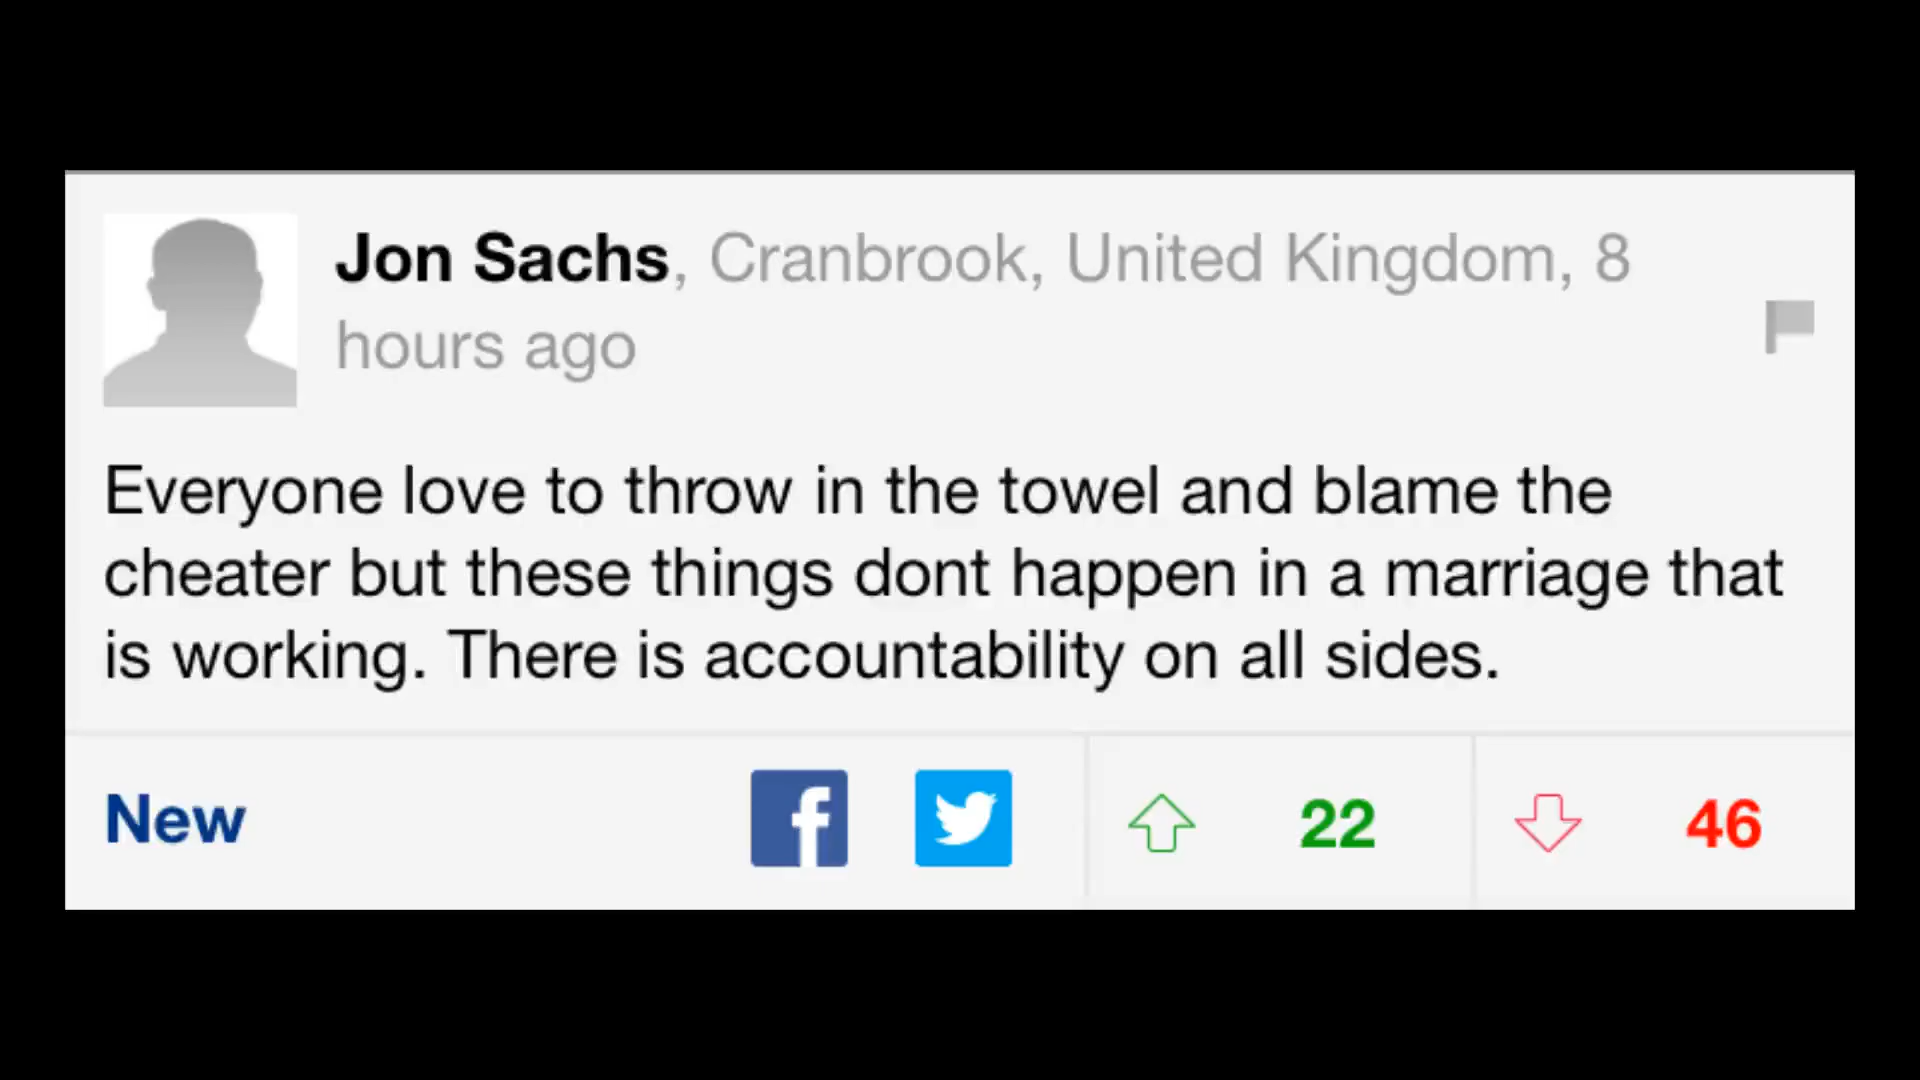 Jon Sachs, Cranbrook, United Kingdom, 8
hours ago
Everyone love to throw in the towel and blame the
cheater but these things dont happen in a marriage that
is working. There is accountability on all sides.
New f 22 46